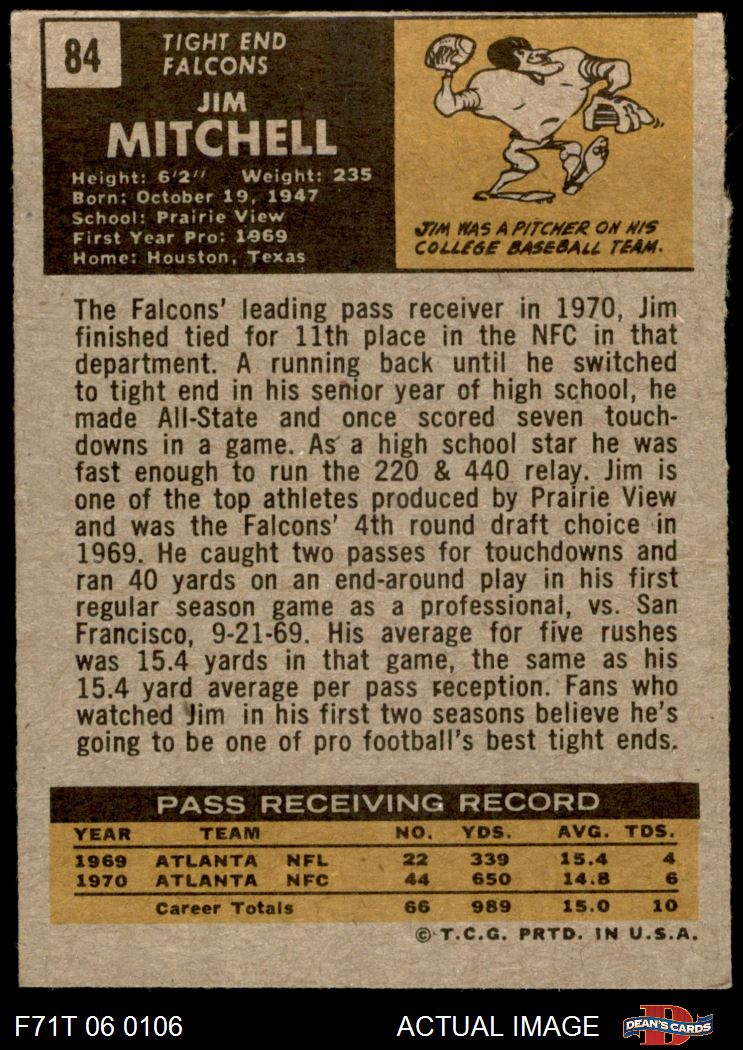 84
TIGHT END
FALCONS
JIM
MITCHELL
Height: 6'2" Weight: 235
Born: October 19, 1947
School: Prairie View
First Year Pro: 1969
Home: Houston, Texas
JIM WAS A PITCHER ON HIS
COLLEGE BASEBALL TEAM.
The Falcons' leading pass receiver in 1970, Jim
finished tied for 11th place in the NFC in that
department. A running back until he switched
to tight end in his senior year of high school, he
made All-State and once scored seven touch-
downs in a game. As a high school star he was
fast enough to run the 220 & 440 relay. Jim is
one of the top athletes produced by Prairie View
and was the Falcons' 4th round draft choice in
1969. He caught two passes for touchdowns and
ran 40 yards on an end-around play in his first
regular season game as a professional, vs. San
Francisco, 9-21-69. His average for five rushes
was 15.4 yards in that game, the same as his
15.4 yard average per pass reception. Fans who
watched Jim in his first two seasons believe he's
going to be one of pro football's best tight ends.
PASS RECEIVING RECORD
YEAR TEAM NO. YDS. AVG. TDS.
1969 ATLANTA NFL 22 339 15.4 4
1970 ATLANTA NFC 44 650 14.8 6
Career Totals 66 989 15.0 10
© T.C.G. PRTD. IN U.S.A.
F71T 06 0106 ACTUAL IMAGE D DEAN'S CARDS